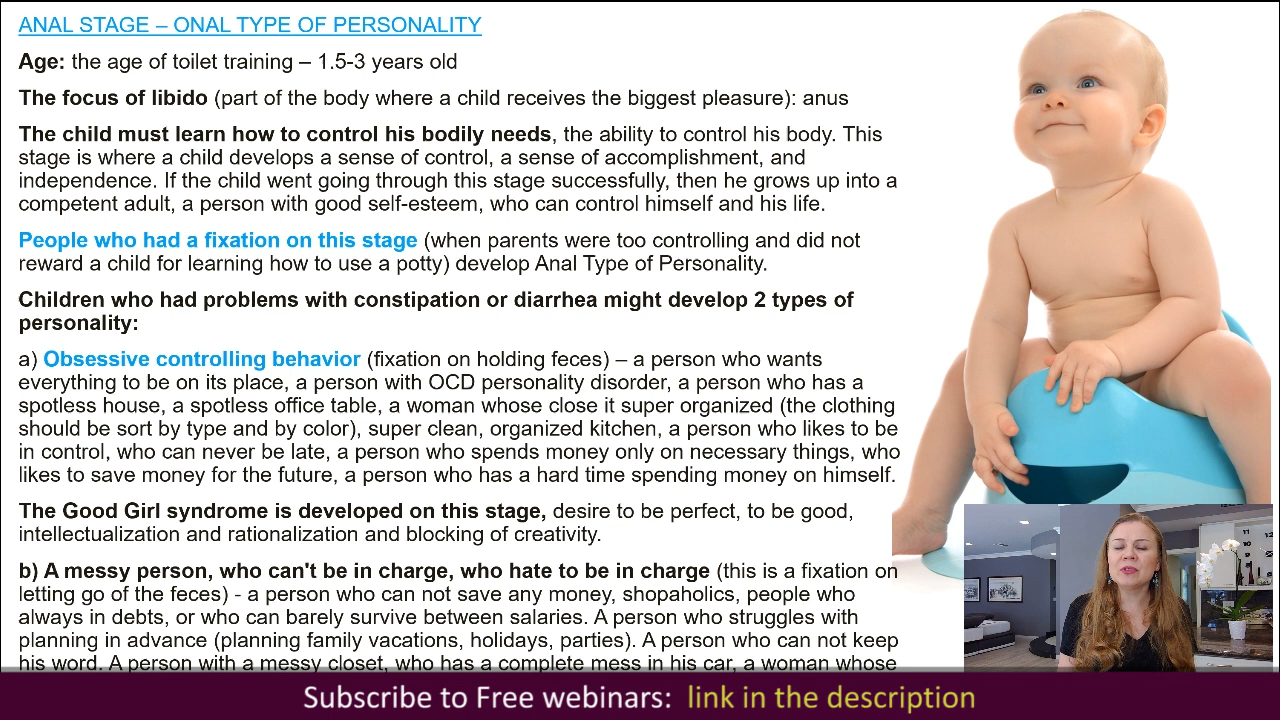 ANAL STAGE – ONAL TYPE OF PERSONALITY
Age: the age of toilet training – 1.5-3 years old
The focus of libido (part of the body where a child receives the biggest pleasure): anus
The child must learn how to control his bodily needs, the ability to control his body. This
stage is where a child develops a sense of control, a sense of accomplishment, and
independence. If the child went going through this stage successfully, then he grows up into a
competent adult, a person with good self-esteem, who can control himself and his life.
People who had a fixation on this stage (when parents were too controlling and did not
reward a child for learning how to use a potty) develop Anal Type of Personality.
Children who had problems with constipation or diarrhea might develop 2 types of
personality:
a) Obsessive controlling behavior (fixation on holding feces) – a person who wants
everything to be on its place, a person with OCD personality disorder, a person who has a
spotless house, a spotless office table, a woman whose close it super organized (the clothing
should be sort by type and by color), super clean, organized kitchen, a person who likes to be
in control, who can never be late, a person who spends money only on necessary things, who
likes to save money for the future, a person who has a hard time spending money on himself.
The Good Girl syndrome is developed on this stage, desire to be perfect, to be good,
intellectualization and rationalization and blocking of creativity.
b) A messy person, who can't be in charge, who hate to be in charge (this is a fixation on
letting go of the feces) - a person who can not save any money, shopaholics, people who
always in debts, or who can barely survive between salaries. A person who struggles with
planning in advance (planning family vacations, holidays, parties). A person who can not keep
his word. A person with a messy closet, who has a complete mess in his car, a woman whose
Subscribe to Free webinars: link in the description